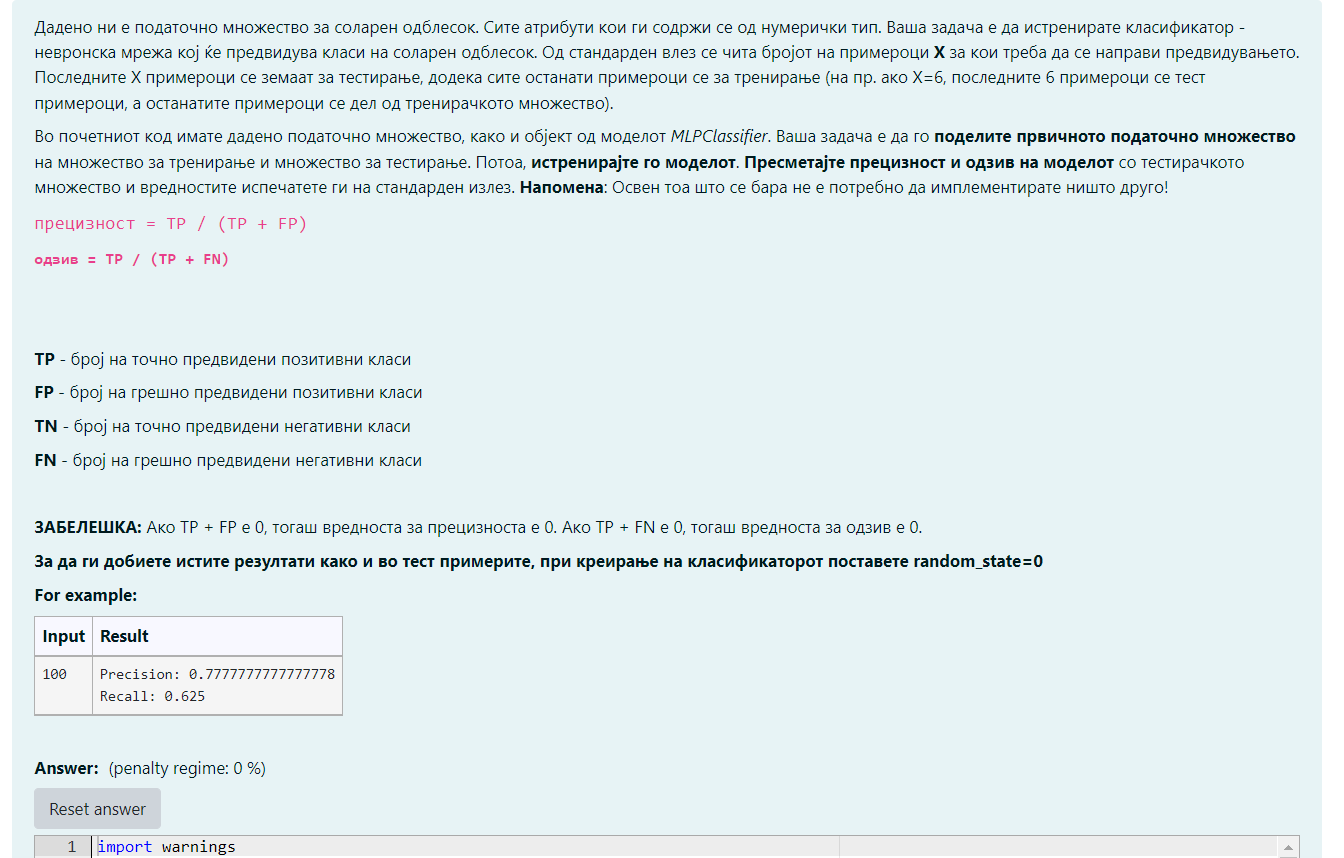 Дадено ни е податочно множество за соларен одблесок. Сите атрибути кои ги содржи се од нумерички тип. Ваша задача е да истренирате класификатор -
невронска мрежа кој ќе предвидува класи на соларен одблесок. Од стандарден влез се чита бројот на примероци X за кои треба да се направи предвидувањето.
Последните X примероци се земаат за тестирање, додека сите останати примероци се за тренирање (на пр. ако X=6, последните 6 примероци се тест
примероци, а останатите примероци се дел од тренирачкото множество).
Во почетниот код имате дадено податочно множество, како и објект од моделот MLPClassifier. Ваша задача е да го поделите првичното податочно множество
на множество за тренирање и множество за тестирање. Потоа, истренирајте го моделот. Пресметајте прецизност и одзив на моделот со тестирачкото
множество и вредностите испечатете ги на стандарден излез. Напомена: Освен тоа што се бара не е потребно да имплементирате ништо друго!
прецизност = TP / (TP + FP)
одзив = TP / (TP + FN)
TP - број на точно предвидени позитивни класи
FP - број на грешно предвидени позитивни класи
TN - број на точно предвидени негативни класи
FN - број на грешно предвидени негативни класи
ЗАБЕЛЕШКА: Ако TP + FP е 0, тогаш вредноста за прецизноста е 0. Ако TP + FN е 0, тогаш вредноста за одзив е 0.
За да ги добиете истите резултати како и во тест примерите, при креирање на класификаторот поставете random_state=0
For example:
Input Result
100 Precision: 0.7777777777777778
Recall: 0.625
Answer: (penalty regime: 0 %)
Reset answer
1 import warnings